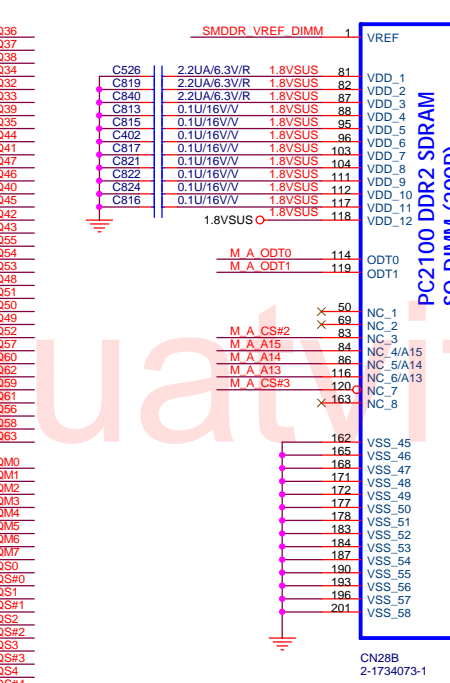 SMDDR_VREF_DIMM 1 VREF
C526 2.2UA/6.3V/R 1.8VSUS 81 VDD_1
C819 2.2UA/6.3V/R 1.8VSUS 82 VDD_2
C840 2.2UA/6.3V/R 1.8VSUS 87 VDD_3
C813 0.1U/16V/V 1.8VSUS 88 VDD_4
C815 0.1U/16V/V 1.8VSUS 95 VDD_5
C402 0.1U/16V/V 1.8VSUS 96 VDD_6
C817 0.1U/16V/V 1.8VSUS 103 VDD_7
C821 0.1U/16V/V 1.8VSUS 104 VDD_8
C822 0.1U/16V/V 1.8VSUS 111 VDD_9
C824 0.1U/16V/V 1.8VSUS 112 VDD_10
C816 0.1U/16V/V 1.8VSUS 117 VDD_11
1.8VSUS 1.8VSUS 118 VDD_12
PC2100 DDR2 SDRAM
M_A_ODT0 114 ODT0
M_A_ODT1 119 ODT1
50 NC_1
69 NC_2
M_A_CS#2 83 NC_3
M_A_A15 84 NC_4/A15
M_A_A14 86 NC_5/A14
M_A_A13 116 NC_6/A13
M_A_CS#3 120 NC_7
163 NC_8
162 VSS_45
165 VSS_46
168 VSS_47
171 VSS_48
172 VSS_49
177 VSS_50
178 VSS_51
183 VSS_52
184 VSS_53
187 VSS_54
190 VSS_55
193 VSS_56
196 VSS_57
201 VSS_58
CN28B
2-1734073-1